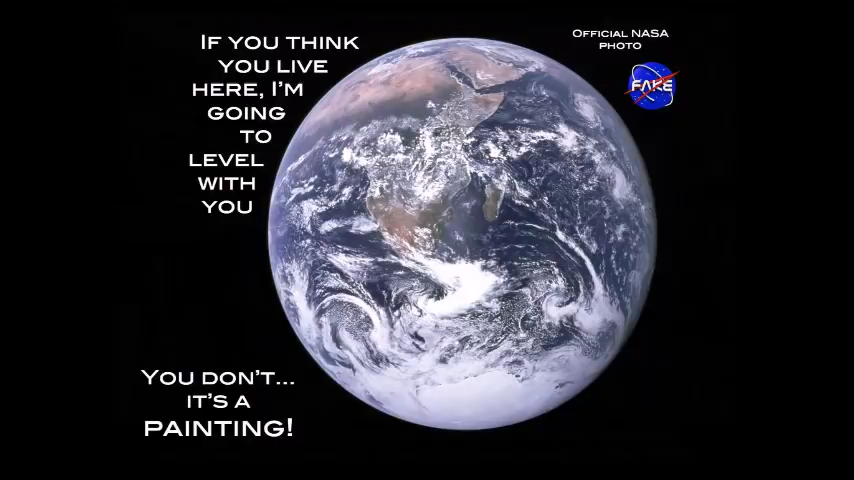 If you think
you live
here, I'm
going
to
level
with
you
Official NASA
photo
FAKE
You don't...
it's a
painting!